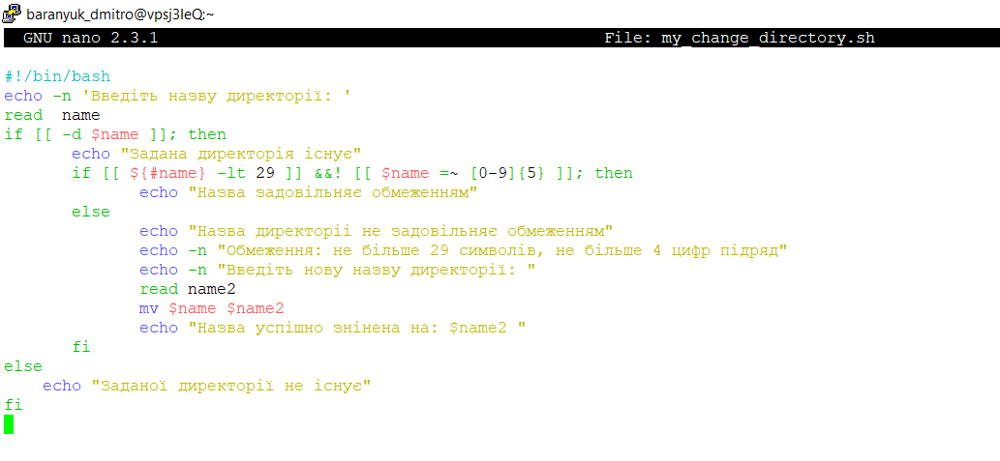 baranyuk_dmitro@vpsj3IeQ:~
GNU nano 2.3.1 File: my_change_directory.sh
#!/bin/bash
echo -n 'Введіть назву директорії: '
read  name
if [[ -d $name ]]; then
echo "Задана директорія існує"
if [[ ${#name} -lt 29 ]] &&! [[ $name =~ [0-9]{5} ]]; then
echo "Назва задовільняє обмеженням"
else
echo "Назва директоріі не задовільняє обмеженням"
echo -n "Обмеження: не більше 29 символів, не більше 4 цифр підряд"
echo -n "Введіть нову назву директорії: "
read name2
mv $name $name2
echo "Назва успішно знінена на: $name2 "
fi
else
echo "Заданої директорії не існує"
fi